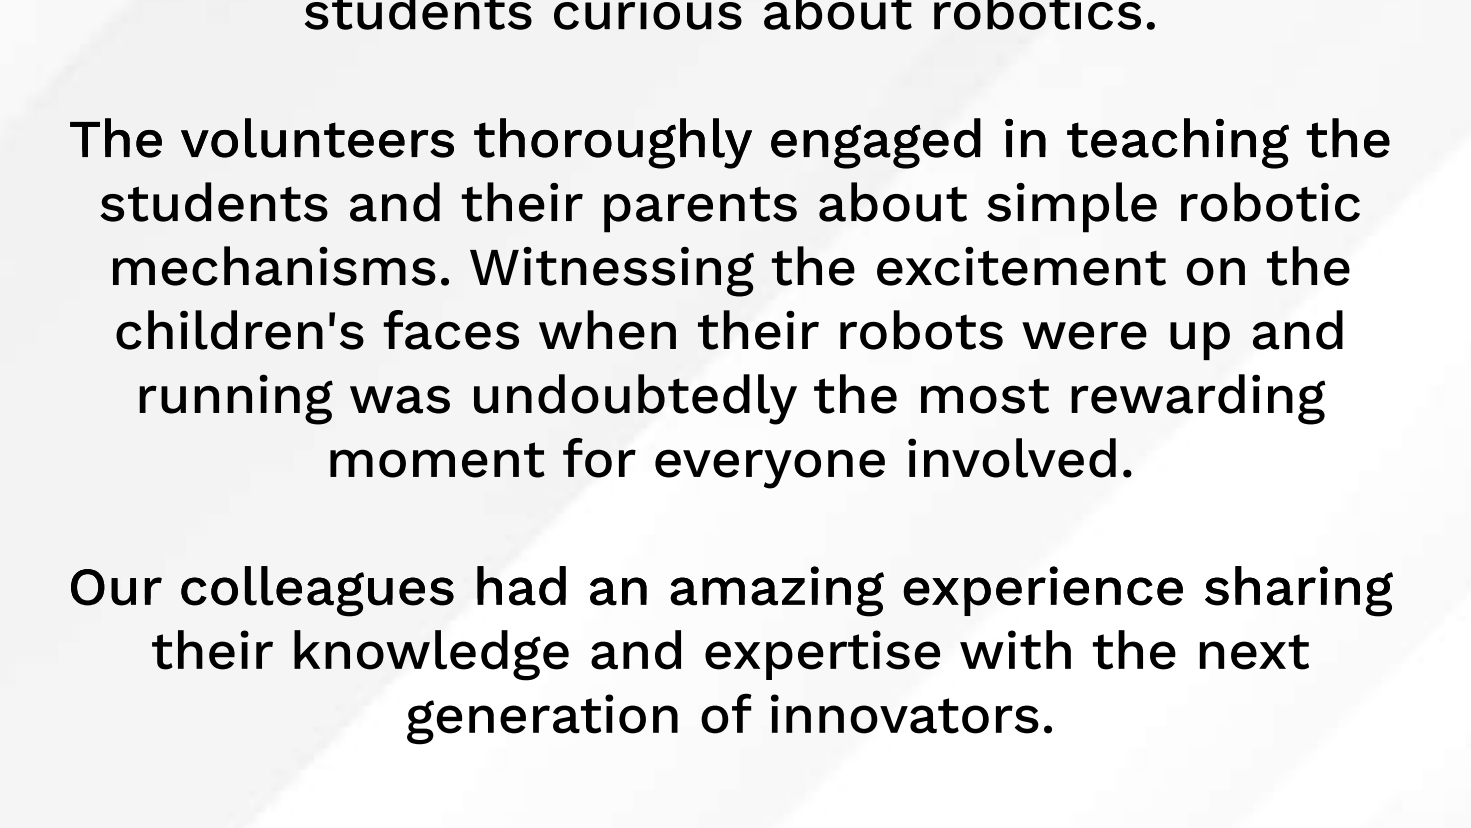 students curious about robotics.
The volunteers thoroughly engaged in teaching the
students and their parents about simple robotic
mechanisms. Witnessing the excitement on the
children's faces when their robots were up and
running was undoubtedly the most rewarding
moment for everyone involved.
Our colleagues had an amazing experience sharing
their knowledge and expertise with the next
generation of innovators.